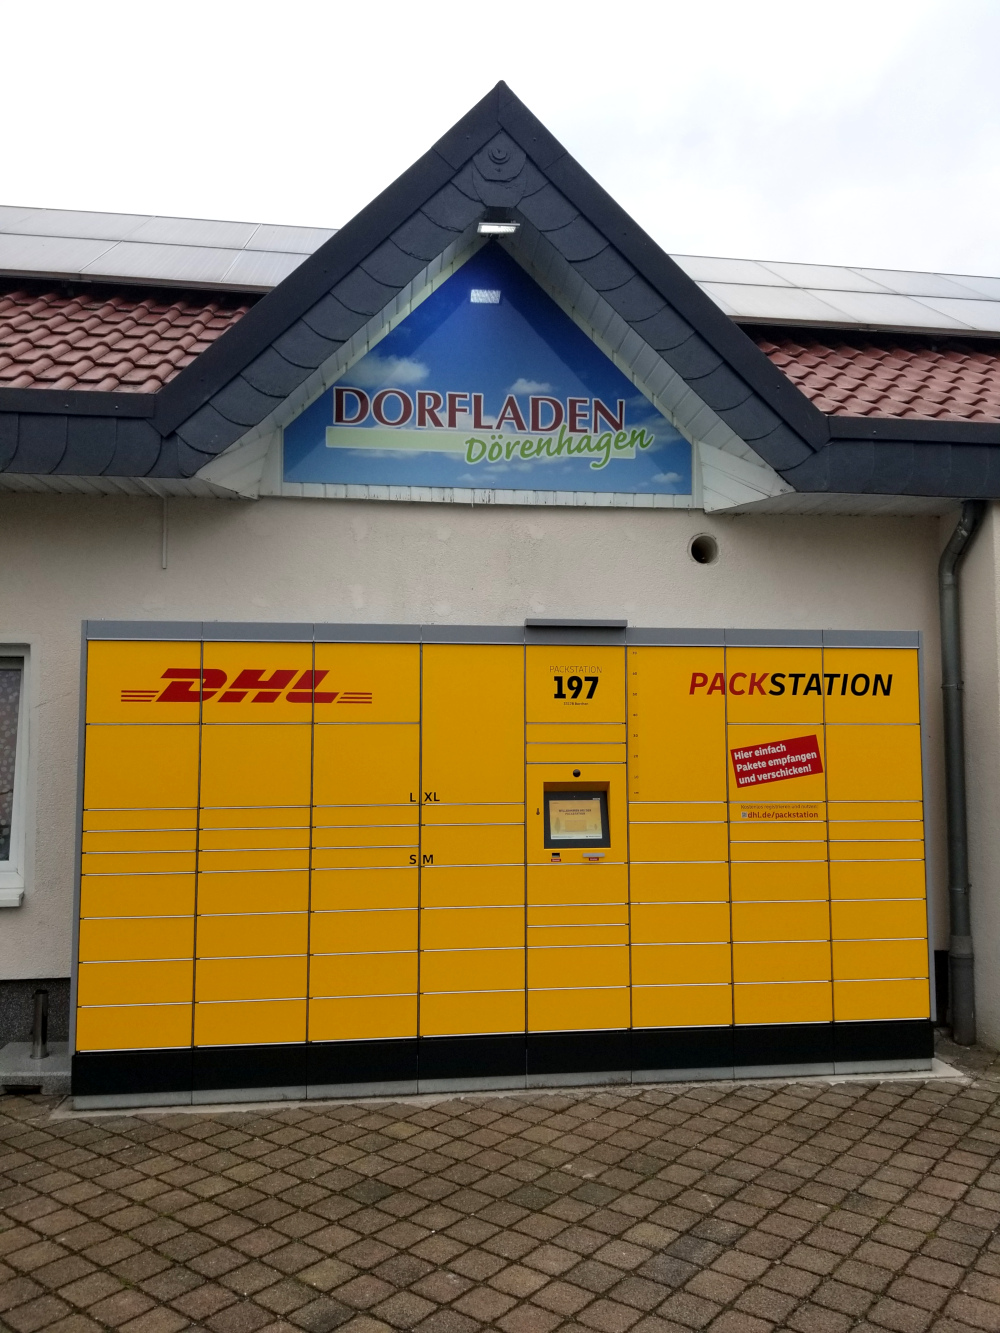 DORFLADEN
Dörenhagen
DHL
PACKSTATION
197
PACKSTATION
Hier einfach
Pakete empfangen
und verschicken!
dhl.de/packstation
L XL
S M